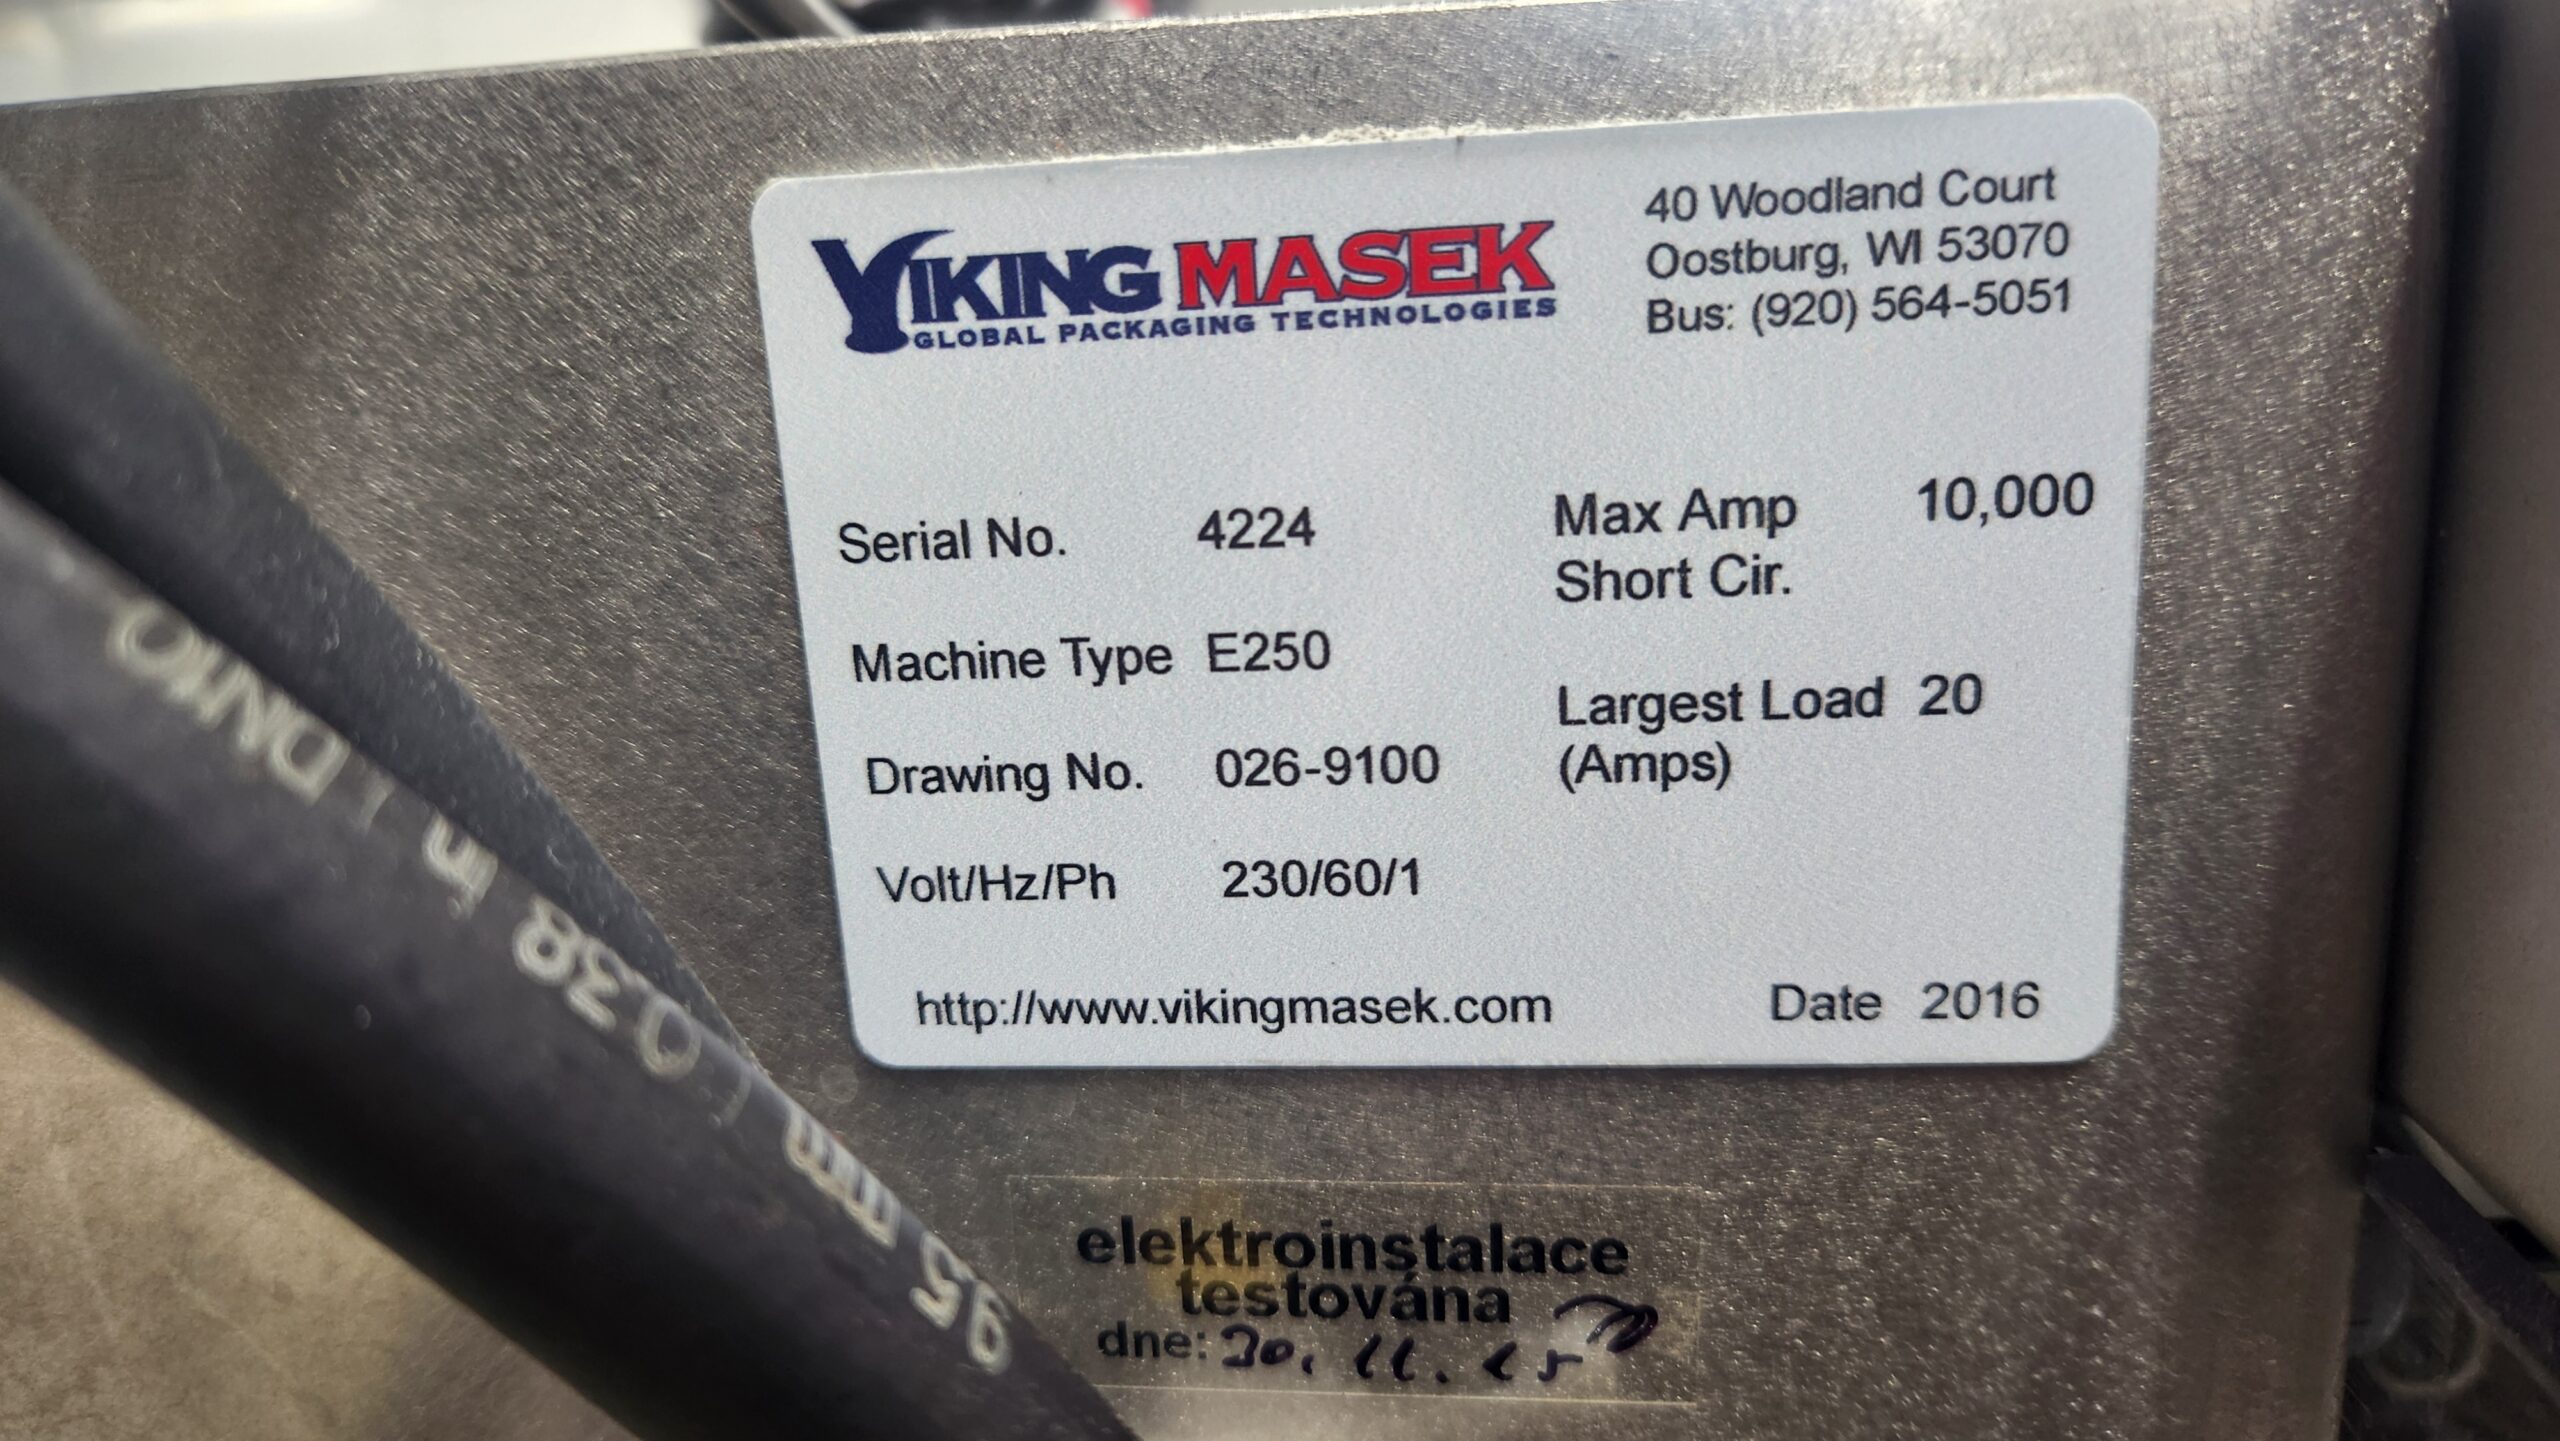 VIKING MASEK
GLOBAL PACKAGING TECHNOLOGIES
40 Woodland Court
Oostburg, WI 53070
Bus: (920) 564-5051
Serial No. 4224
Max Amp 10,000
Short Cir.
Machine Type E250
Largest Load 20
(Amps)
Drawing No. 026-9100
Volt/Hz/Ph 230/60/1
http://www.vikingmasek.com
Date 2016
elektroinstalace
testována
dne: 30. 11. 15
95 mm ( 0.38 in